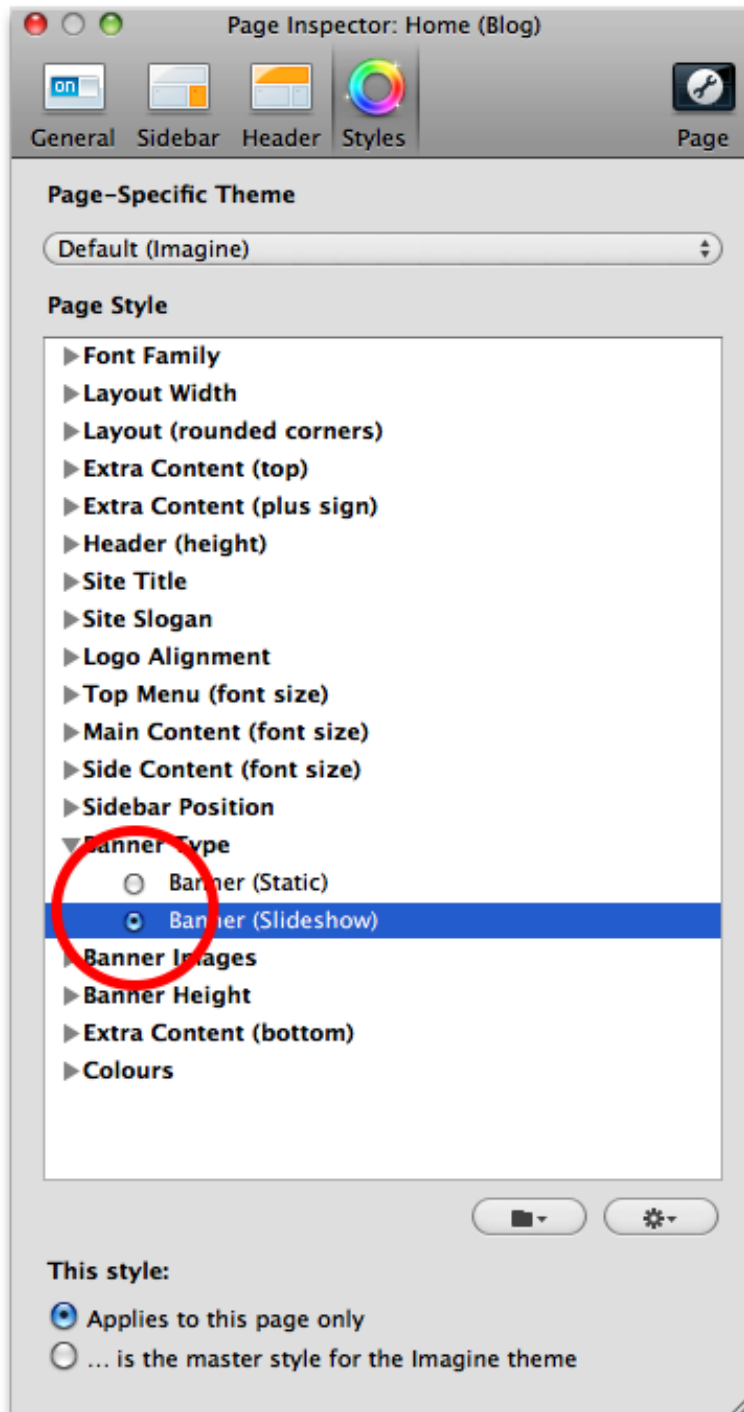 Page Inspector: Home (Blog)
on
General Sidebar Header Styles Page
Page-Specific Theme
Default (Imagine)
Page Style
Font Family
Layout Width
Layout (rounded corners)
Extra Content (top)
Extra Content (plus sign)
Header (height)
Site Title
Site Slogan
Logo Alignment
Top Menu (font size)
Main Content (font size)
Side Content (font size)
Sidebar Position
Banner Type
Banner (Static)
Banner (Slideshow)
Banner Images
Banner Height
Extra Content (bottom)
Colours
This style:
Applies to this page only
... is the master style for the Imagine theme